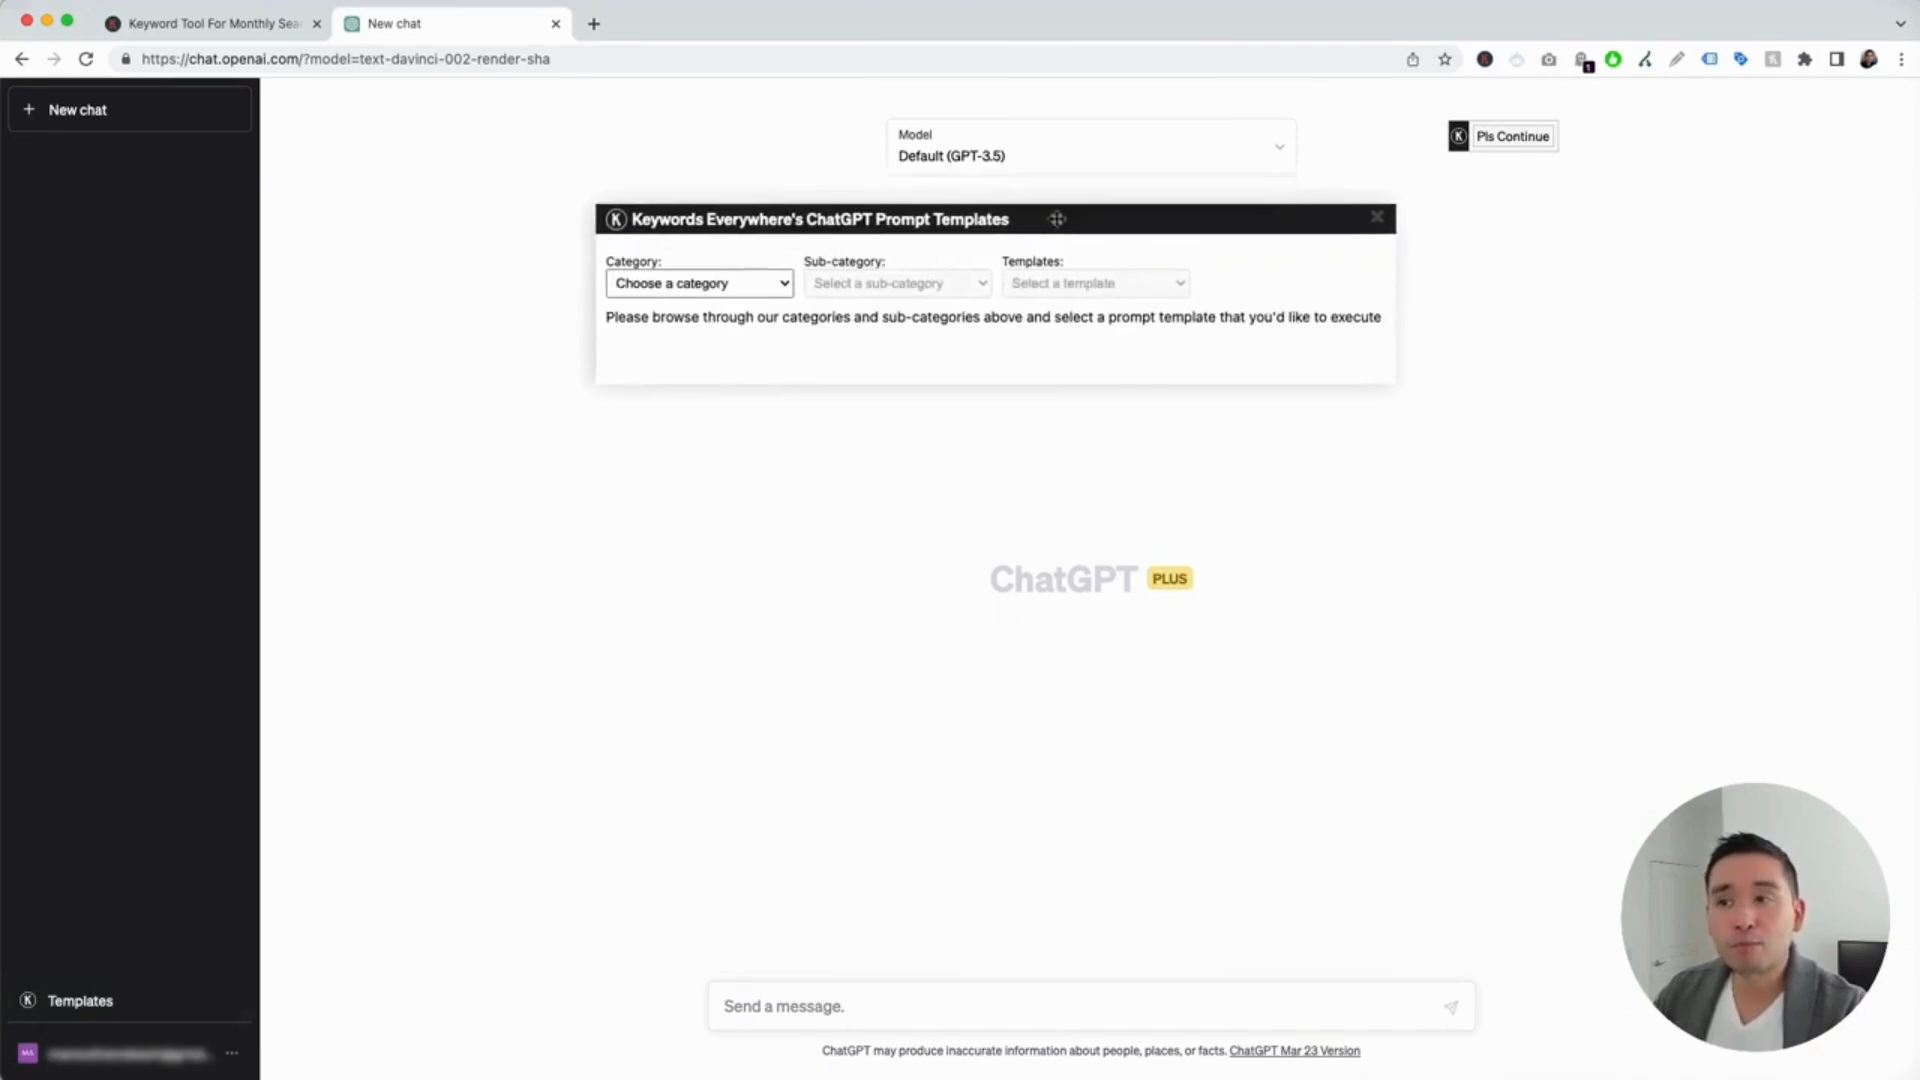 Keyword Tool For Monthly Sea
New chat
https://chat.openai.com/?model=text-davinci-002-render-sha
1
New chat
Model
Default (GPT-3.5)
K Pls Continue
K Keywords Everywhere's ChatGPT Prompt Templates
Category: Sub-category: Templates:
Choose a category Select a sub-category Select a template
Please browse through our categories and sub-categories above and select a prompt template that you'd like to execute
ChatGPT PLUS
K Templates
MA
Send a message.
ChatGPT may produce inaccurate information about people, places, or facts. ChatGPT Mar 23 Version